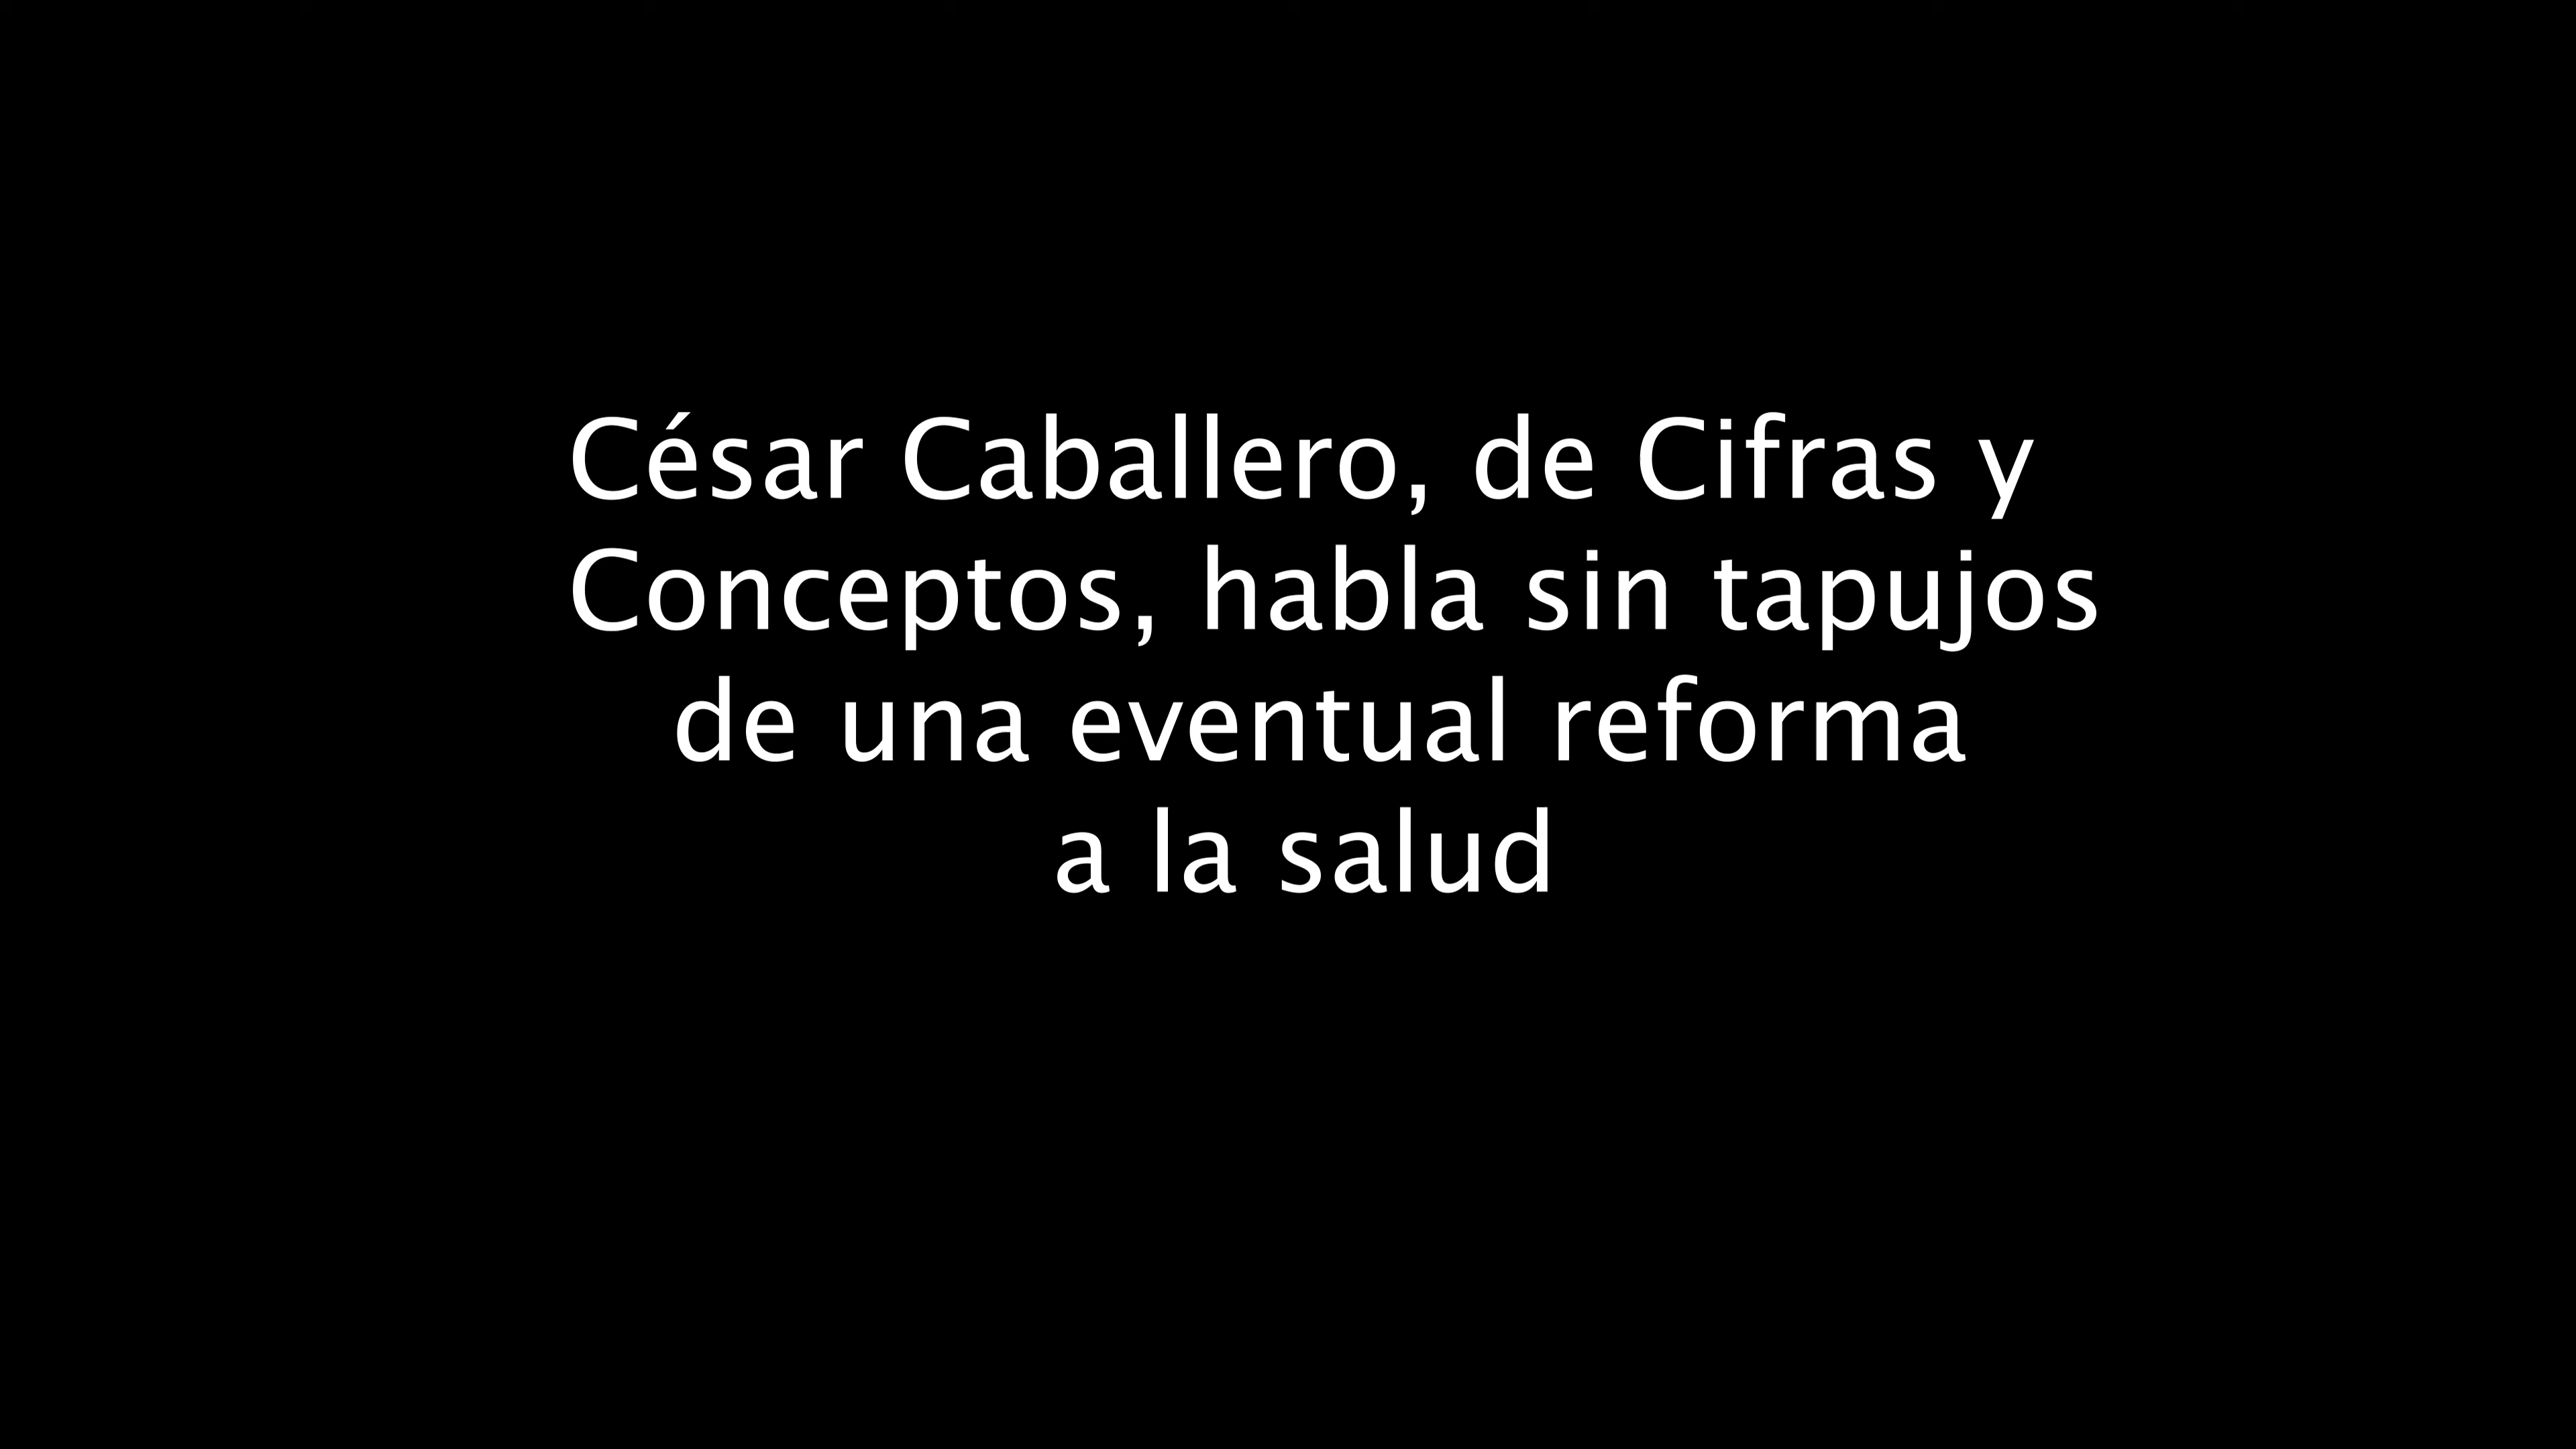 César Caballero, de Cifras y
Conceptos, habla sin tapujos
de una eventual reforma
a la salud